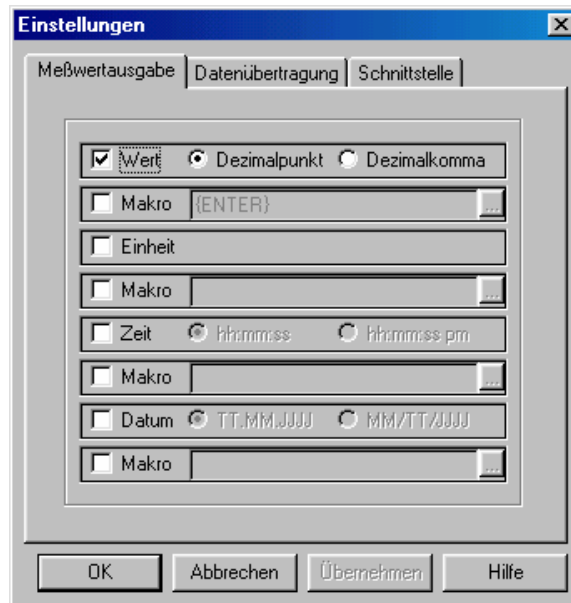 Einstellungen
Meßwertausgabe Datenübertragung Schnittstelle
Wert Dezimalpunkt Dezimalkomma
Makro {ENTER} ...
Einheit
Makro ...
Zeit hh:mm:ss hh:mm:ss pm
Makro ...
Datum TT.MM.JJJJ MM/TT/JJJJ
Makro ...
OK Abbrechen Übernehmen Hilfe